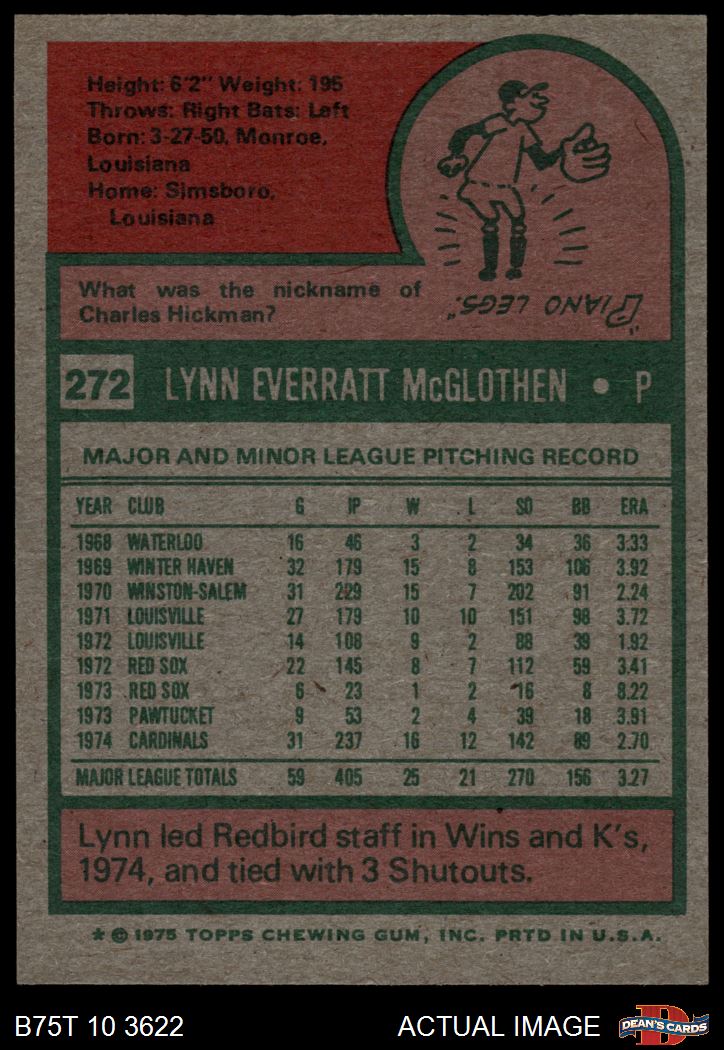 Height: 6'2" Weight: 195
Throws: Right Bats: Left
Born: 3-27-50, Monroe,
Louisiana
Home: Simsboro,
Louisiana
What was the nickname of
Charles Hickman?
"PIANO LEGS."
272 LYNN EVERRATT McGLOTHEN • P
MAJOR AND MINOR LEAGUE PITCHING RECORD
YEAR CLUB G IP W L SO BB ERA
1968 WATERLOO 16 46 3 2 34 36 3.33
1969 WINTER HAVEN 32 179 15 8 153 106 3.92
1970 WINSTON-SALEM 31 229 15 7 202 91 2.24
1971 LOUISVILLE 27 179 10 10 151 98 3.72
1972 LOUISVILLE 14 108 9 2 88 39 1.92
1972 RED SOX 22 145 8 7 112 59 3.41
1973 RED SOX 6 23 1 2 16 8 8.22
1973 PAWTUCKET 9 53 2 4 39 18 3.91
1974 CARDINALS 31 237 16 12 142 89 2.70
MAJOR LEAGUE TOTALS 59 405 25 21 270 156 3.27
Lynn led Redbird staff in Wins and K's,
1974, and tied with 3 Shutouts.
* © 1975 TOPPS CHEWING GUM, INC. PRTD IN U.S.A.
B75T 10 3622 ACTUAL IMAGE D DEAN'S CARDS